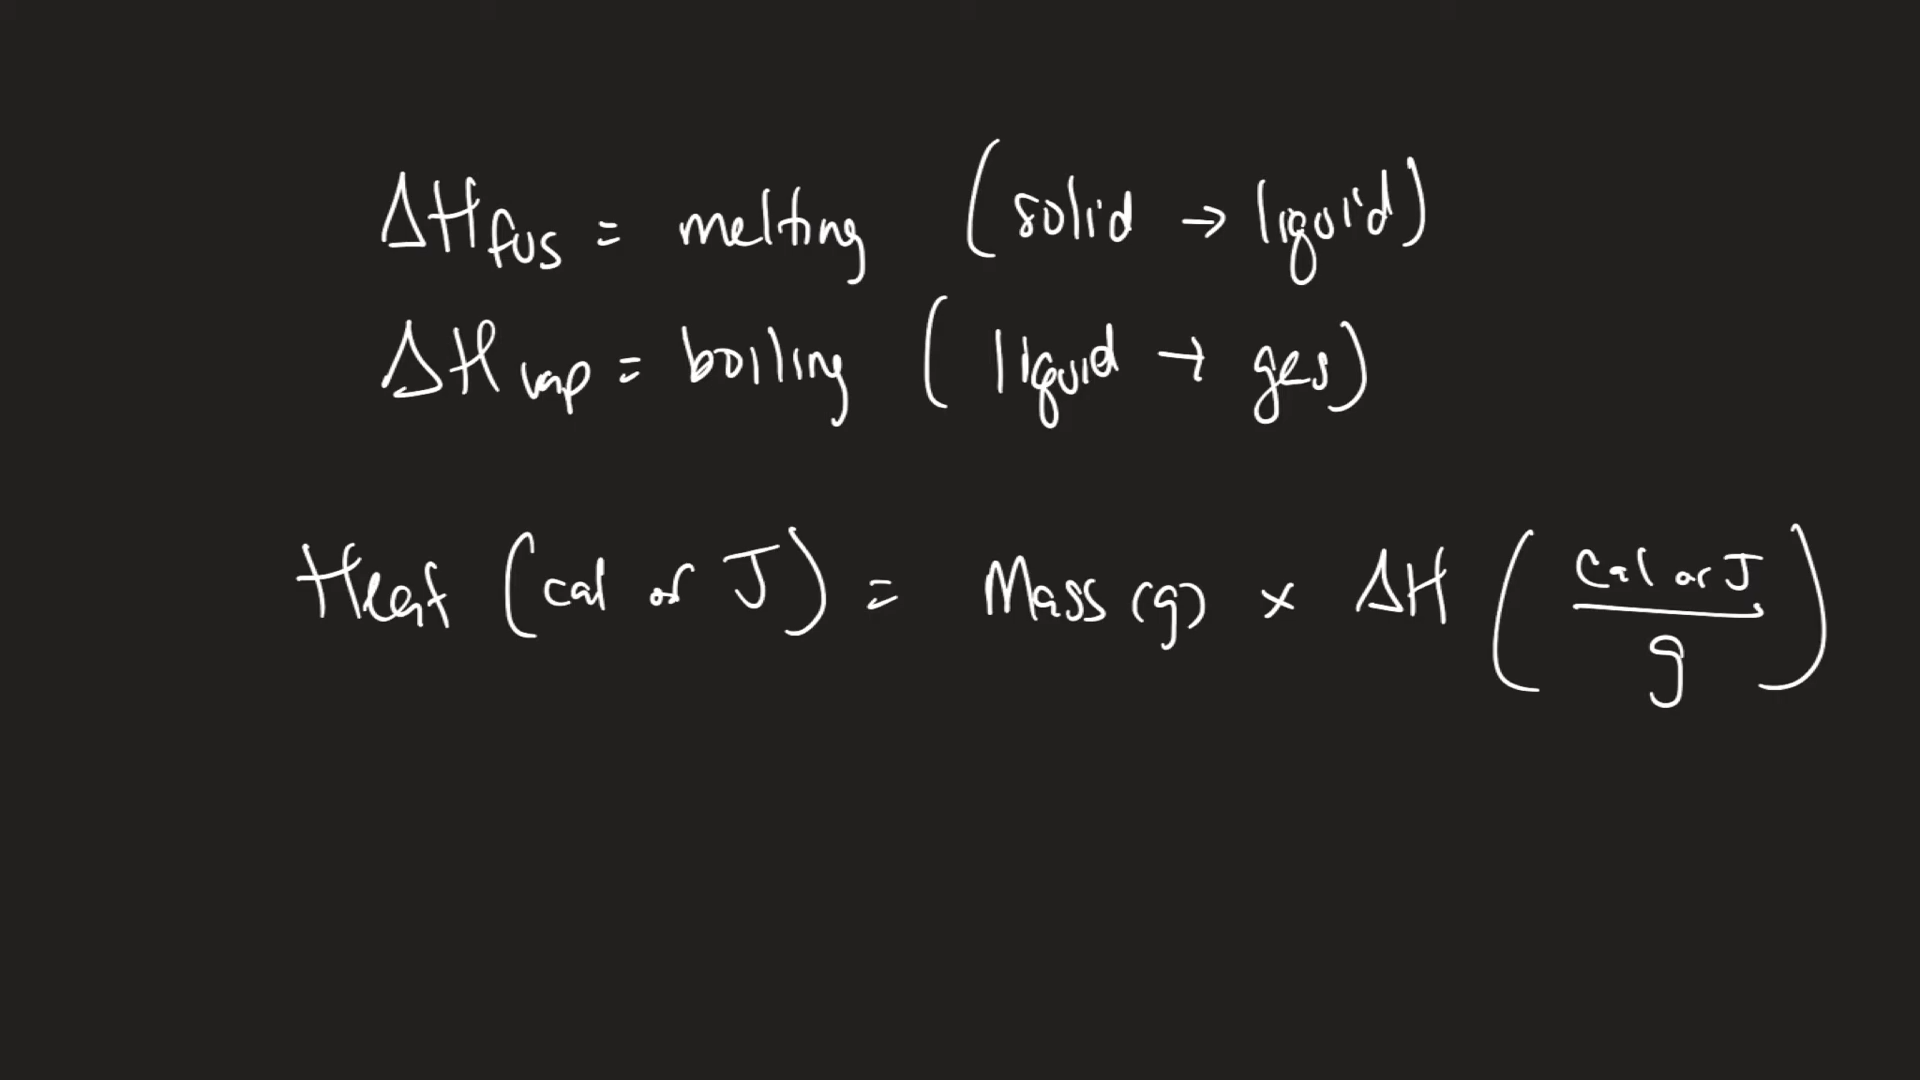 ΔHfus = melting (solid → liquid)
ΔHvap = boiling (liquid → gas)
Heat (cal or J) = Mass (g) × ΔH (cal or J / g)